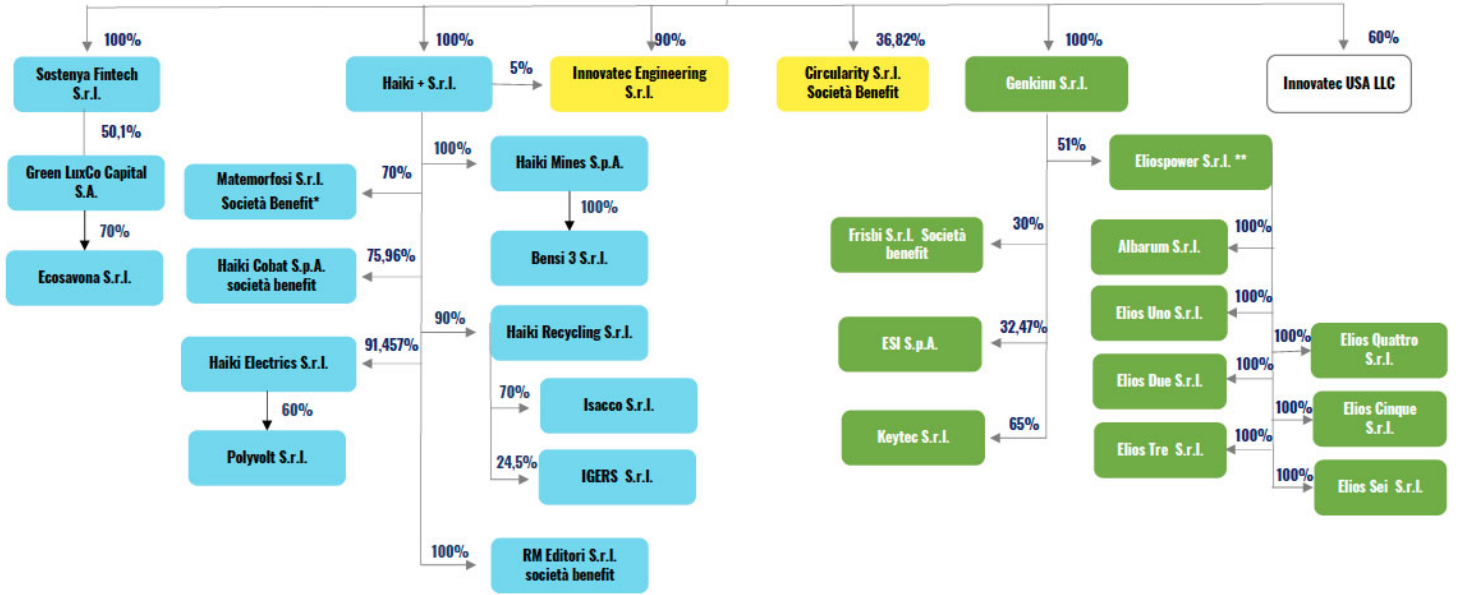 100%
100%
90%
36,82%
100%
60%
Sostenya Fintech
S.r.l.
Haiki + S.r.l.
5%
Innovatec Engineering
S.r.l.
Circularity S.r.l.
Società Benefit
Genkinn S.r.l.
Innovatec USA LLC
50,1%
Green LuxCo Capital
S.A.
70%
Ecosavona S.r.l.
100%
Haiki Mines S.p.A.
70%
Matemorfosi S.r.l.
Società Benefit*
100%
Bensi 3 S.r.l.
75,96%
Haiki Cobat S.p.A.
società benefit
90%
Haiki Recycling S.r.l.
91,457%
Haiki Electrics S.r.l.
60%
Polyvolt S.r.l.
70%
Isacco S.r.l.
24,5%
IGERS S.r.l.
100%
RM Editori S.r.l.
società benefit
51%
Eliospower S.r.l. **
30%
Frisbi S.r.l. Società
benefit
32,47%
ESI S.p.A.
65%
Keytec S.r.l.
100%
Albarum S.r.l.
100%
Elios Uno S.r.l.
100%
Elios Quattro
S.r.l.
100%
Elios Due S.r.l.
100%
Elios Cinque
S.r.l.
100%
Elios Tre S.r.l.
100%
Elios Sei S.r.l.